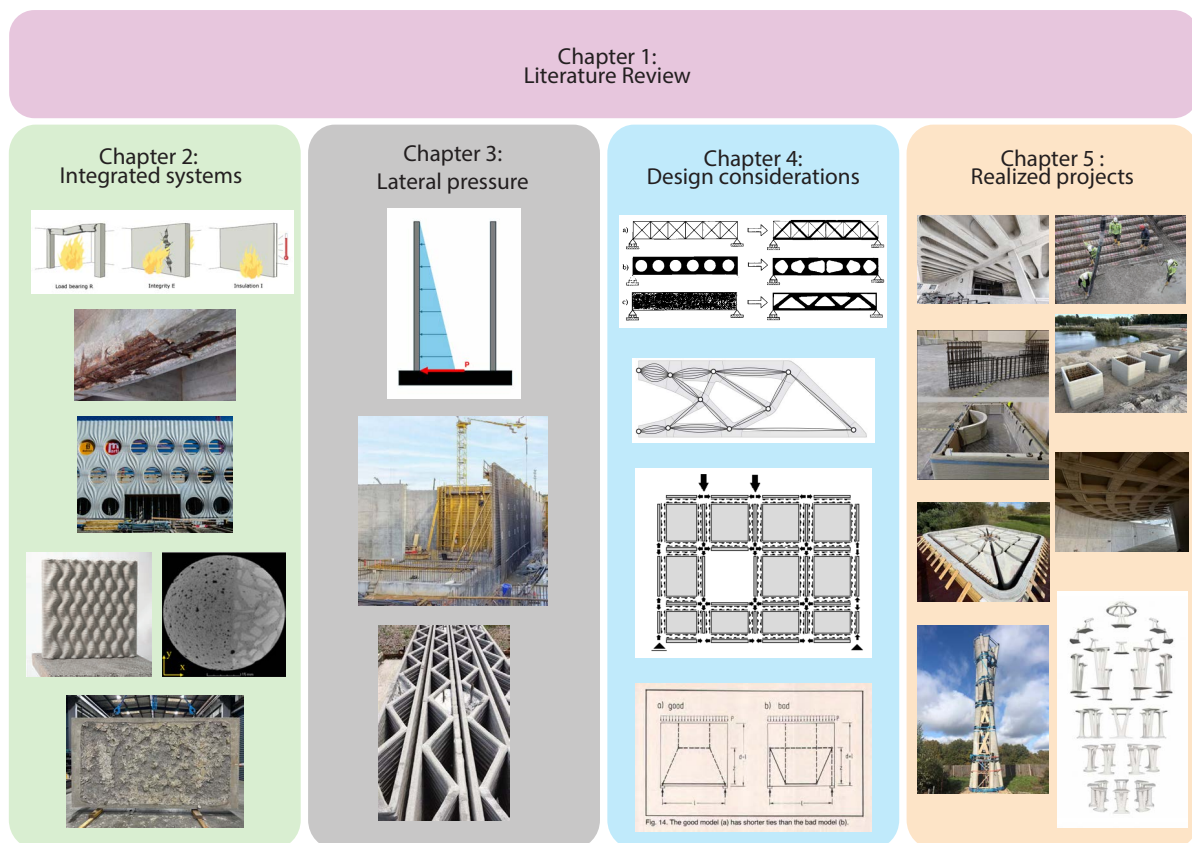 Chapter 1:
Literature Review
Chapter 2:
Integrated systems
Load bearing R
Integrity E
Insulation I
y
x
Chapter 3:
Lateral pressure
P
Chapter 4:
Design considerations
a)
b)
c)
a) good
b) bad
P
Fig. 14. The good model (a) has shorter ties than the bad model (b).
Chapter 5 :
Realized projects